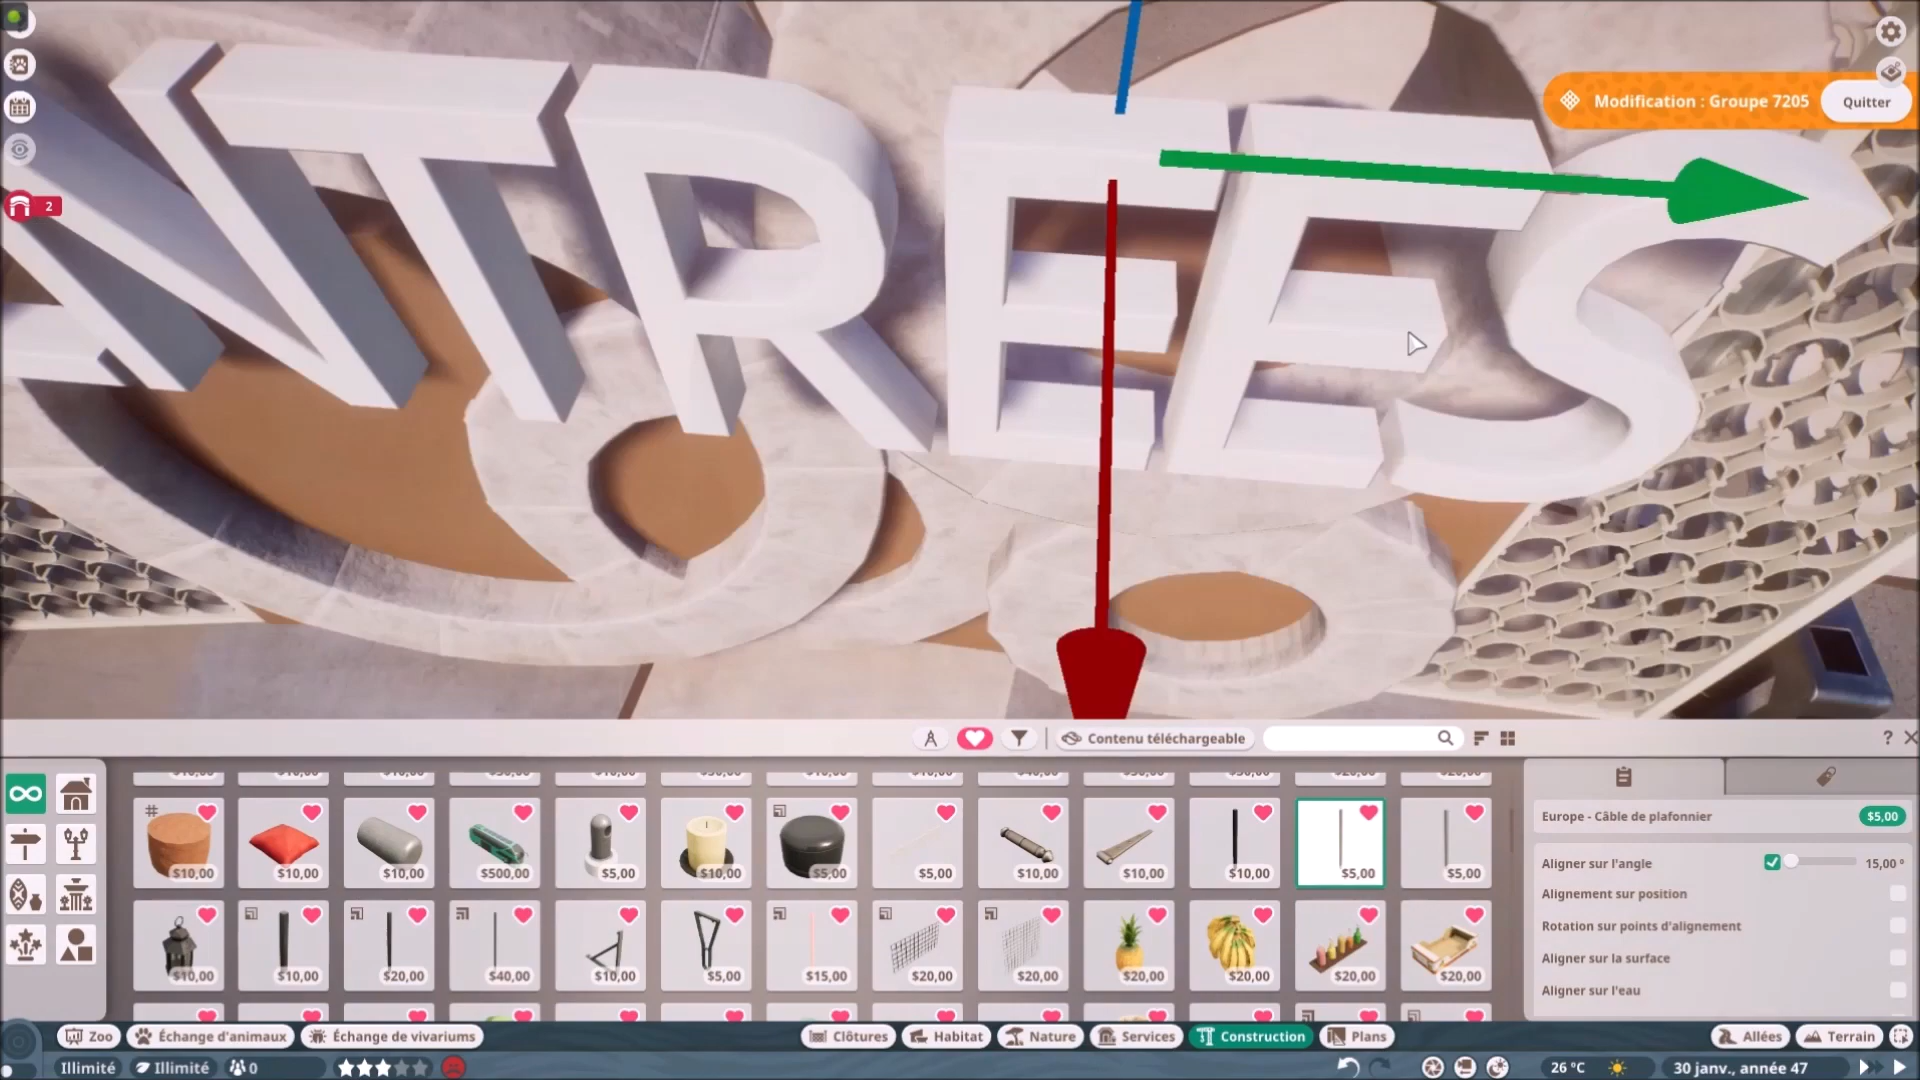 NTREES
Modification : Groupe 7205
Quitter
2
Contenu téléchargeable
?
$10,00 $10,00 $10,00 $500,00 $5,00 $10,00 $5,00 $5,00 $10,00 $10,00 $10,00 $5,00 $5,00
$10,00 $10,00 $20,00 $40,00 $10,00 $5,00 $15,00 $20,00 $20,00 $20,00 $20,00 $20,00 $20,00
Europe - Câble de plafonnier $5,00
Aligner sur l'angle 15,00 °
Alignement sur position
Rotation sur points d'alignement
Aligner sur la surface
Aligner sur l'eau
Zoo Échange d'animaux Échange de vivariums Clôtures Habitat Nature Services Construction Plans Allées Terrain
Illimité Illimité 0 26 °C 30 janv., année 47